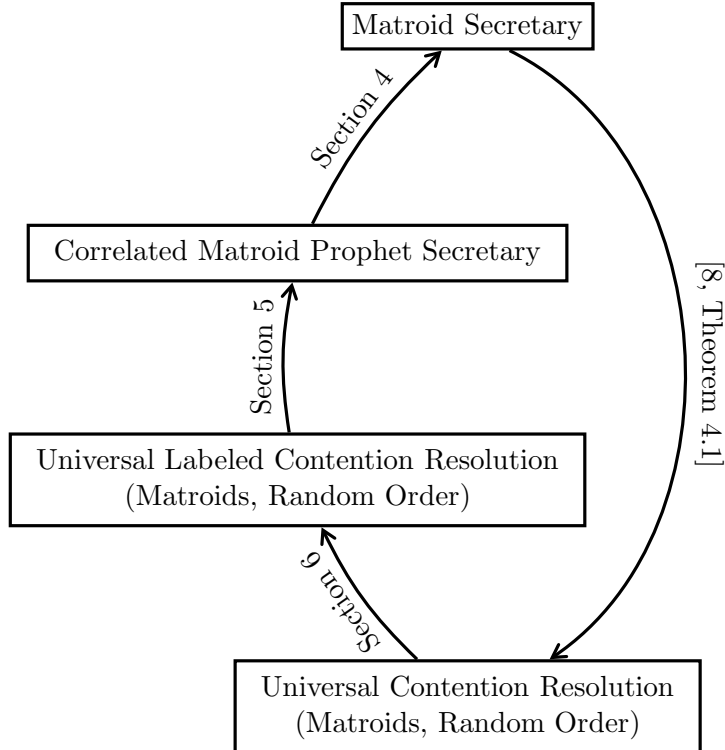 Matroid Secretary
Section 4
Correlated Matroid Prophet Secretary
[8, Theorem 4.1]
Section 5
Universal Labeled Contention Resolution
(Matroids, Random Order)
Section 6
Universal Contention Resolution
(Matroids, Random Order)